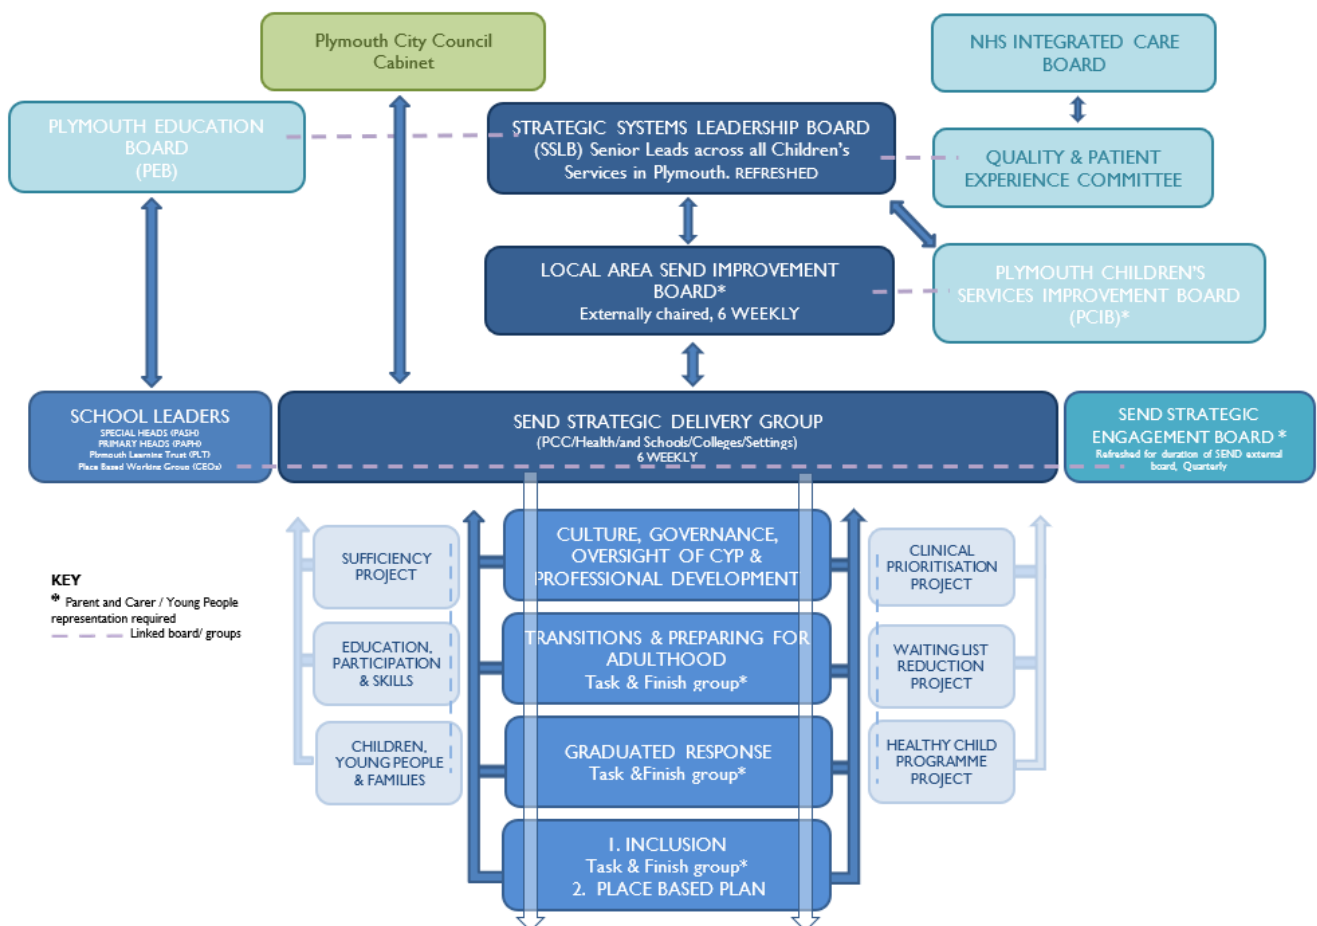 Plymouth City Council
Cabinet
NHS INTEGRATED CARE
BOARD
PLYMOUTH EDUCATION
BOARD
(PEB)
STRATEGIC SYSTEMS LEADERSHIP BOARD
(SSLB) Senior Leads across all Children's
Services in Plymouth. REFRESHED
QUALITY & PATIENT
EXPERIENCE COMMITTEE
LOCAL AREA SEND IMPROVEMENT
BOARD*
Externally chaired, 6 WEEKLY
PLYMOUTH CHILDREN'S
SERVICES IMPROVEMENT BOARD
(PCIB)*
SCHOOL LEADERS
SPECIAL HEADS (PASH)
PRIMARY HEADS (PAPH)
Plymouth Learning Trust (PLT)
Place Based Working Group (CEOs)
SEND STRATEGIC DELIVERY GROUP
(PCC/Health/and Schools/Colleges/Settings)
6 WEEKLY
SEND STRATEGIC
ENGAGEMENT BOARD *
Refreshed for duration of SEND external
board, Quarterly
SUFFICIENCY
PROJECT
EDUCATION,
PARTICIPATION
& SKILLS
CHILDREN,
YOUNG PEOPLE
& FAMILIES
CULTURE, GOVERNANCE,
OVERSIGHT OF CYP &
PROFESSIONAL DEVELOPMENT
TRANSITIONS & PREPARING FOR
ADULTHOOD
Task & Finish group*
GRADUATED RESPONSE
Task &Finish group*
1. INCLUSION
Task & Finish group*
2. PLACE BASED PLAN
CLINICAL
PRIORITISATION
PROJECT
WAITING LIST
REDUCTION
PROJECT
HEALTHY CHILD
PROGRAMME
PROJECT
KEY
* Parent and Carer / Young People
representation required
Linked board/ groups